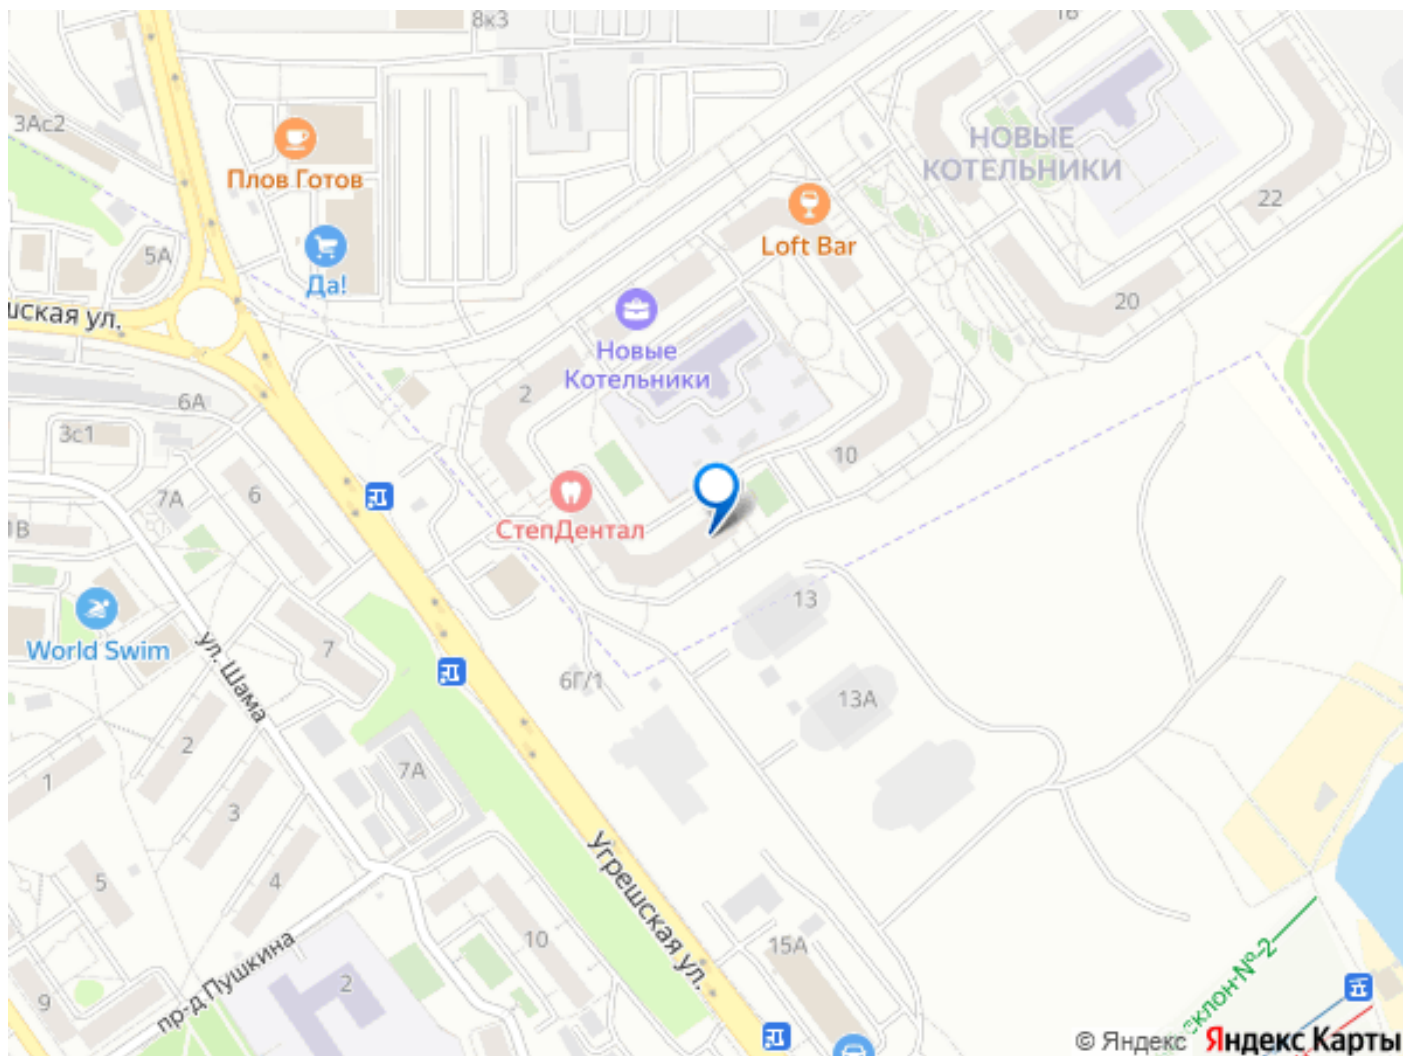 8к3
16
3Ас2
Плов Готов
НОВЫЕ
КОТЕЛЬНИКИ
22
Loft Bar
5А
Да!
20
шская ул.
Новые
Котельники
2
6А
3с1
10
6
7А
1В
СтепДентал
13
World Swim
7
ул. Шама
6Г/1
13А
2
7А
1
3
Угрешская ул.
5
4
10
15А
пр-д Пушкина
2
9
склон №2
© Яндекс Яндекс Карты